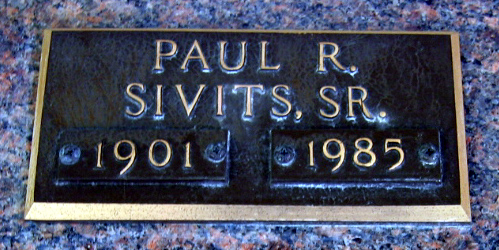 PAUL R.
SIVITS, SR.
1901 1985